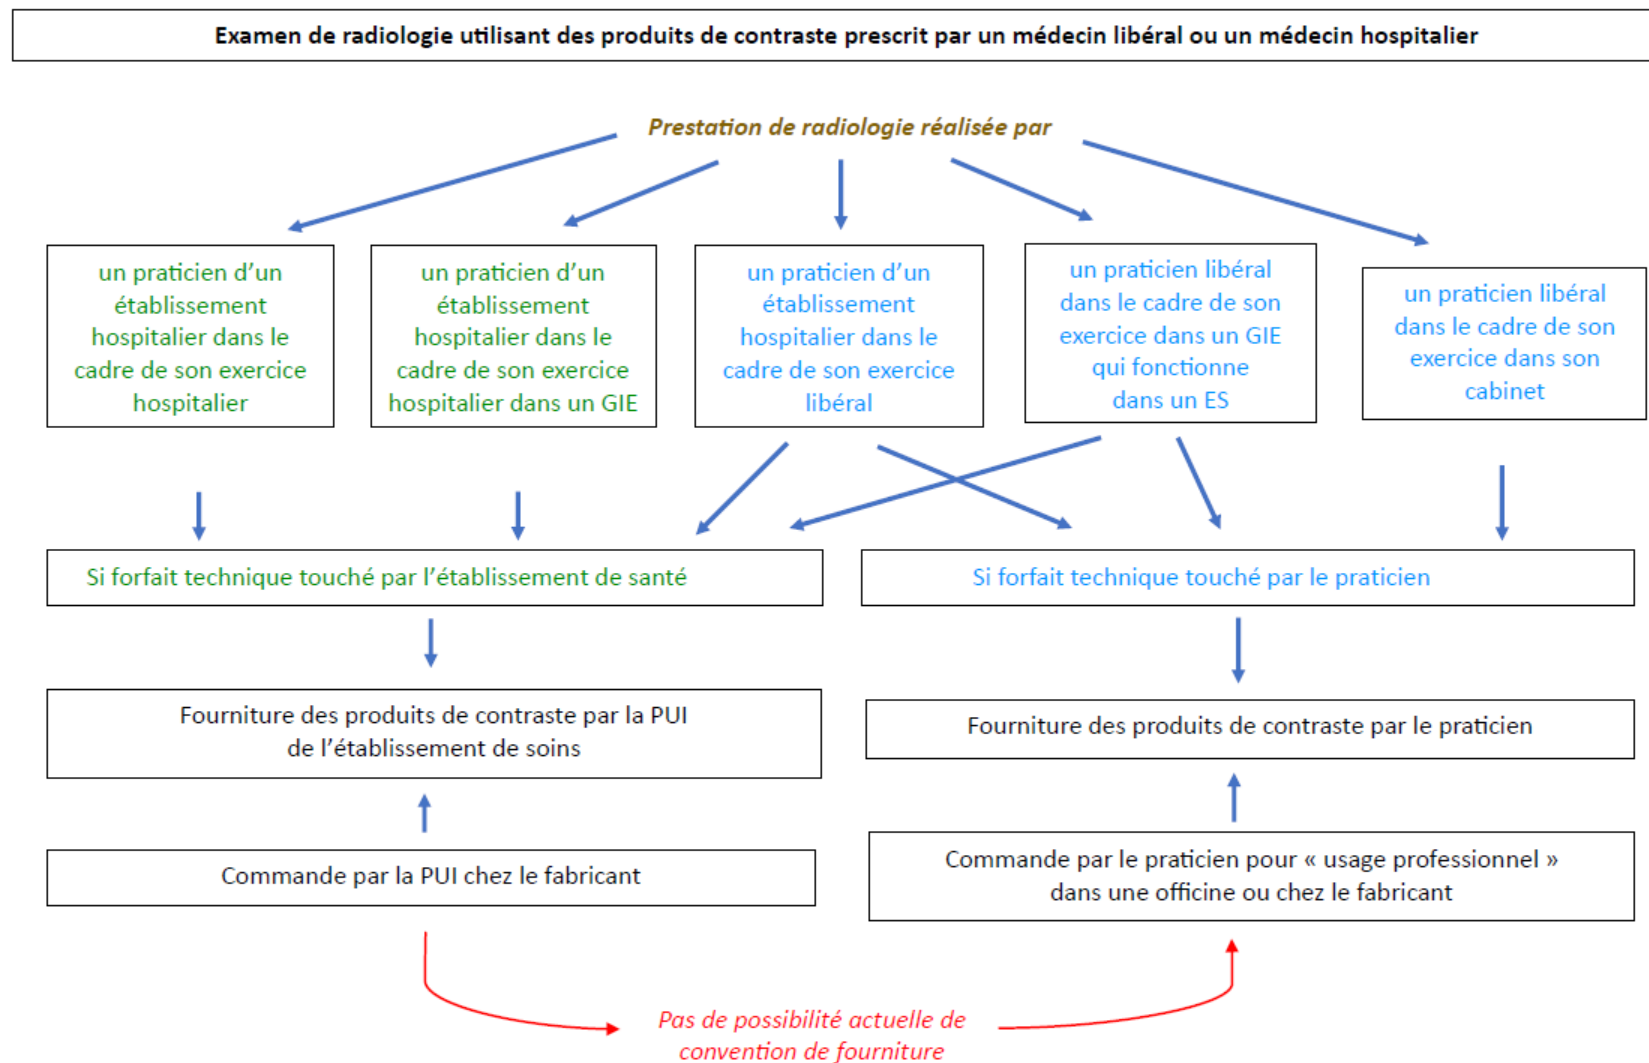 Examen de radiologie utilisant des produits de contraste prescrit par un médecin libéral ou un médecin hospitalier
Prestation de radiologie réalisée par
un praticien d’un
établissement
hospitalier dans le
cadre de son exercice
hospitalier
un praticien d’un
établissement
hospitalier dans le
cadre de son exercice
hospitalier dans un GIE
un praticien d’un
établissement
hospitalier dans le
cadre de son exercice
libéral
un praticien libéral
dans le cadre de son
exercice dans un GIE
qui fonctionne
dans un ES
un praticien libéral
dans le cadre de son
exercice dans son
cabinet
Si forfait technique touché par l’établissement de santé
Si forfait technique touché par le praticien
Fourniture des produits de contraste par la PUI
de l’établissement de soins
Fourniture des produits de contraste par le praticien
Commande par la PUI chez le fabricant
Commande par le praticien pour « usage professionnel »
dans une officine ou chez le fabricant
Pas de possibilité actuelle de
convention de fourniture